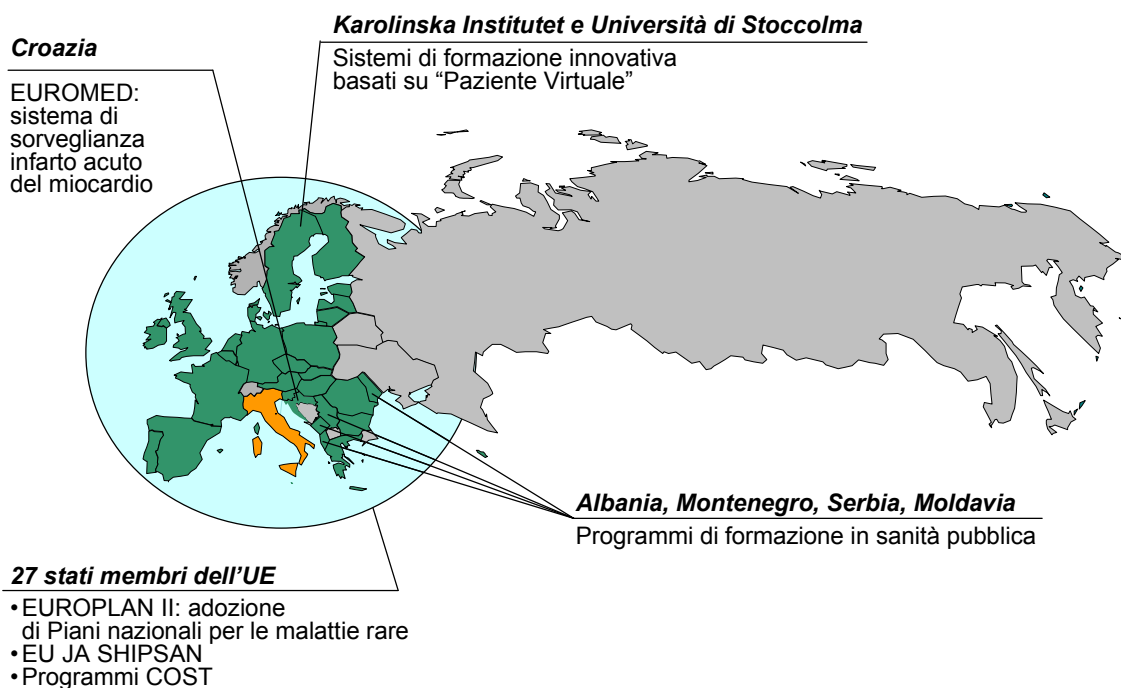 Karolinska Institutet e Università di Stoccolma
Sistemi di formazione innovativa
basati su “Paziente Virtuale”
Croazia
EUROMED:
sistema di
sorveglianza
infarto acuto
del miocardio
Albania, Montenegro, Serbia, Moldavia
Programmi di formazione in sanità pubblica
27 stati membri dell’UE
•EUROPLAN II: adozione
di Piani nazionali per le malattie rare
•EU JA SHIPSAN
•Programmi COST